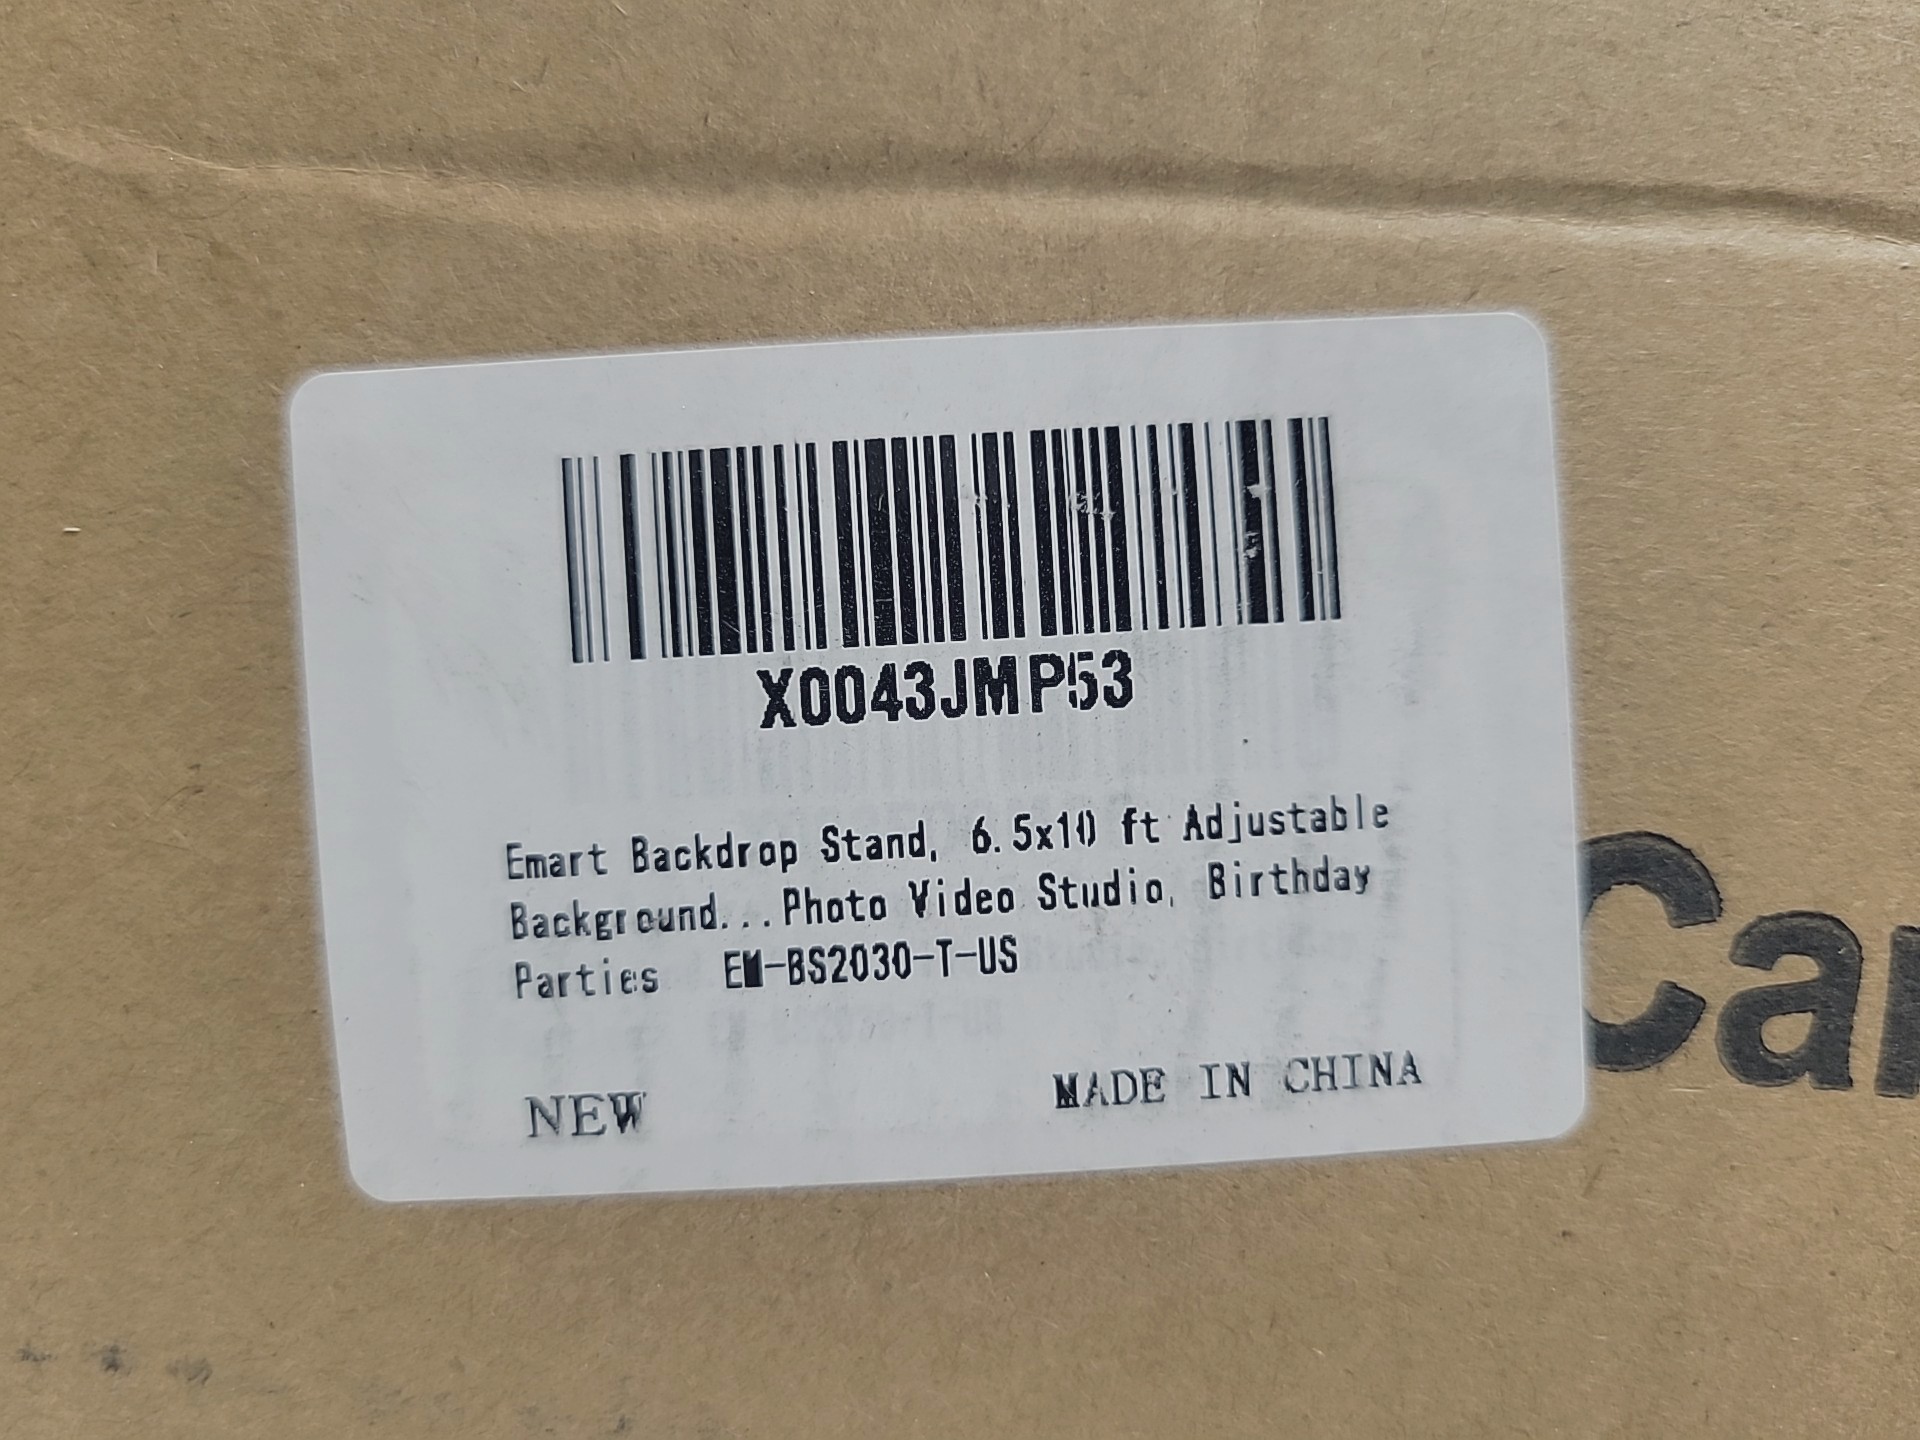 X0043JMP53
Emart Backdrop Stand, 6.5x10 ft Adjustable
Background...Photo Video Studio, Birthday
Parties EM-BS2030-T-US
NEW
MADE IN CHINA
Car